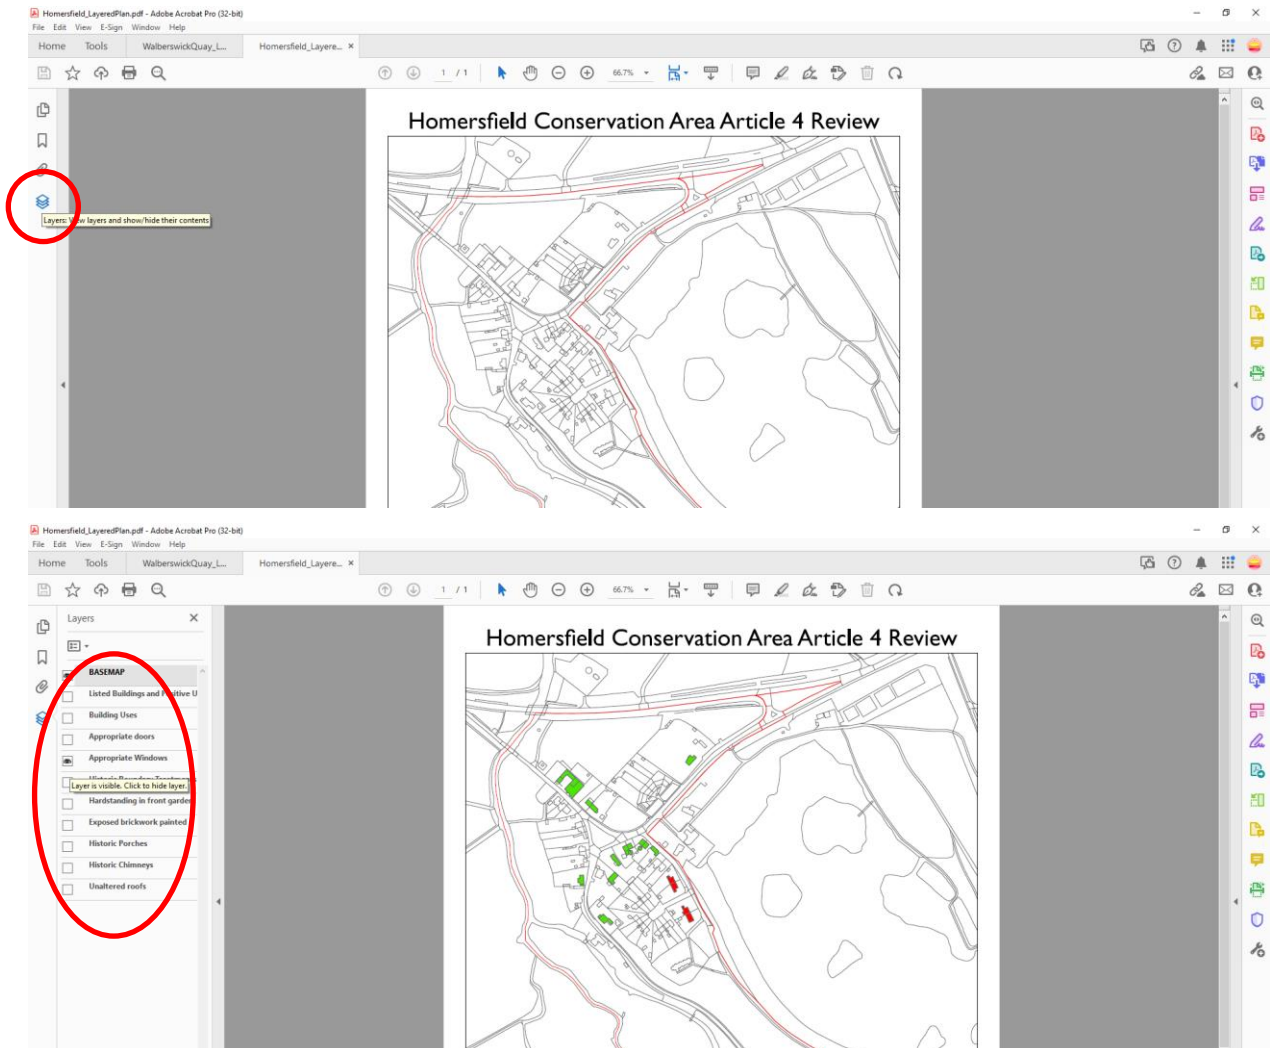 Homersfield_LayeredPlan.pdf - Adobe Acrobat Pro (32-bit)
File Edit View E-Sign Window Help
Home Tools WalberswickQuay_L... Homersfield_Layere... ×
1 / 1 66.7%
Homersfield Conservation Area Article 4 Review
Layers: View layers and show/hide their contents
Homersfield_LayeredPlan.pdf - Adobe Acrobat Pro (32-bit)
File Edit View E-Sign Window Help
Home Tools WalberswickQuay_L... Homersfield_Layere... ×
1 / 1 66.7%
Layers
Homersfield Conservation Area Article 4 Review
BASEMAP
Listed Buildings and Positive U
Building Uses
Appropriate doors
Appropriate Windows
Layer is visible. Click to hide layer.
Hardstanding in front garden
Exposed brickwork painted
Historic Porches
Historic Chimneys
Unaltered roofs